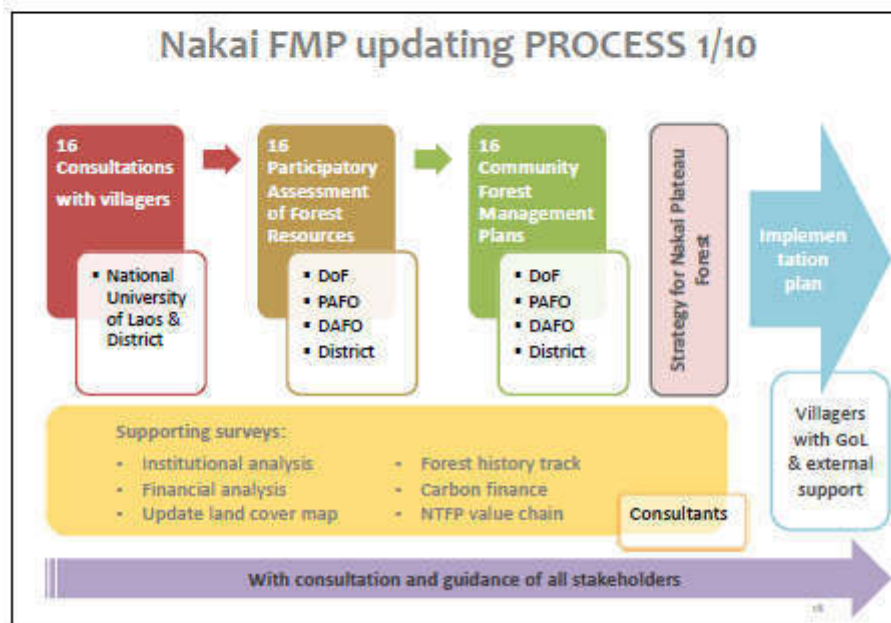 Nakai FMP updating PROCESS 1/10
16
Consultations
with villagers
▪ National
University
of Laos &
District
16
Participatory
Assessment
of Forest
Resources
▪ DoF
▪ PAFO
▪ DAFO
▪ District
16
Community
Forest
Management
Plans
▪ DoF
▪ PAFO
▪ DAFO
▪ District
Strategy for Nakai Plateau
Forest
Implemen
tation
plan
Villagers
with GoL
& external
support
Supporting surveys:
• Institutional analysis
• Financial analysis
• Update land cover map
• Forest history track
• Carbon finance
• NTFP value chain
Consultants
With consultation and guidance of all stakeholders